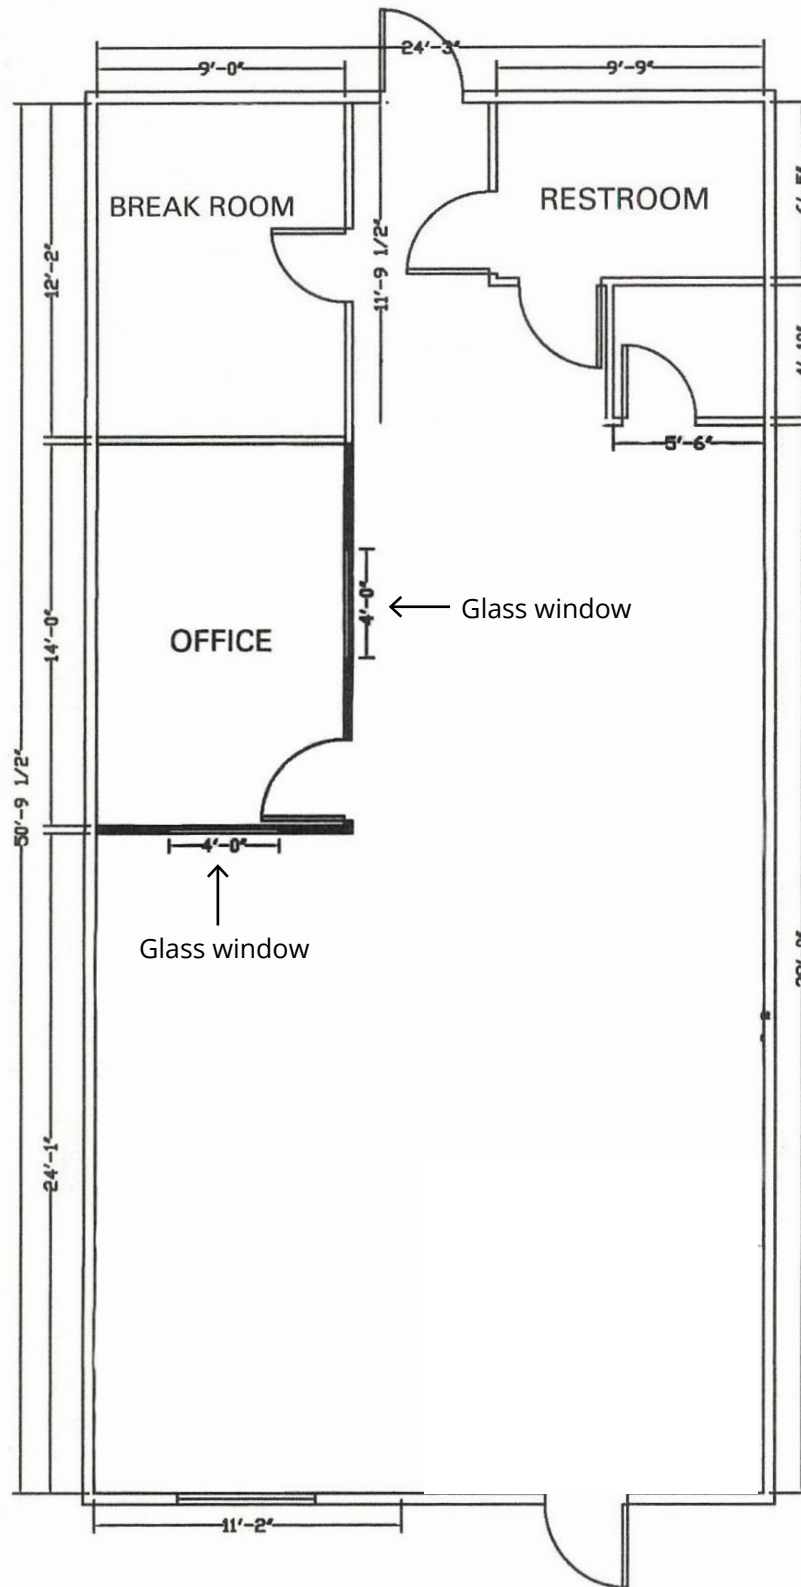 24'-3"
9'-0"
9'-9"
BREAK ROOM
RESTROOM
12'-2"
11'-9 1/2"
5'-6"
14'-0"
4'-0"
Glass window
OFFICE
50'-9 1/2"
4'-0"
Glass window
24'-1"
11'-2"